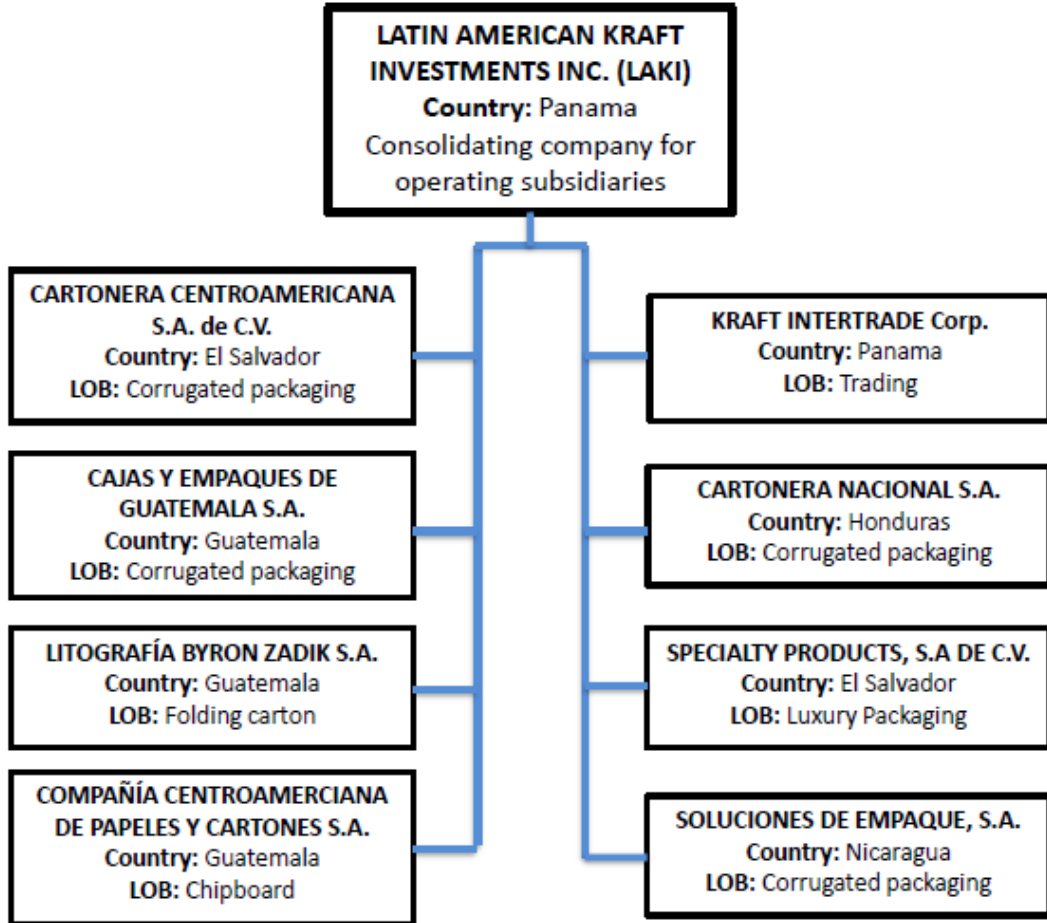 LATIN AMERICAN KRAFT
INVESTMENTS INC. (LAKI)
Country: Panama
Consolidating company for
operating subsidiaries
CARTONERA CENTROAMERICANA
S.A. de C.V.
Country: El Salvador
LOB: Corrugated packaging
CAJAS Y EMPAQUES DE
GUATEMALA S.A.
Country: Guatemala
LOB: Corrugated packaging
LITOGRAFÍA BYRON ZADIK S.A.
Country: Guatemala
LOB: Folding carton
COMPAÑÍA CENTROAMERCIANA
DE PAPELES Y CARTONES S.A.
Country: Guatemala
LOB: Chipboard
KRAFT INTERTRADE Corp.
Country: Panama
LOB: Trading
CARTONERA NACIONAL S.A.
Country: Honduras
LOB: Corrugated packaging
SPECIALTY PRODUCTS, S.A DE C.V.
Country: El Salvador
LOB: Luxury Packaging
SOLUCIONES DE EMPAQUE, S.A.
Country: Nicaragua
LOB: Corrugated packaging